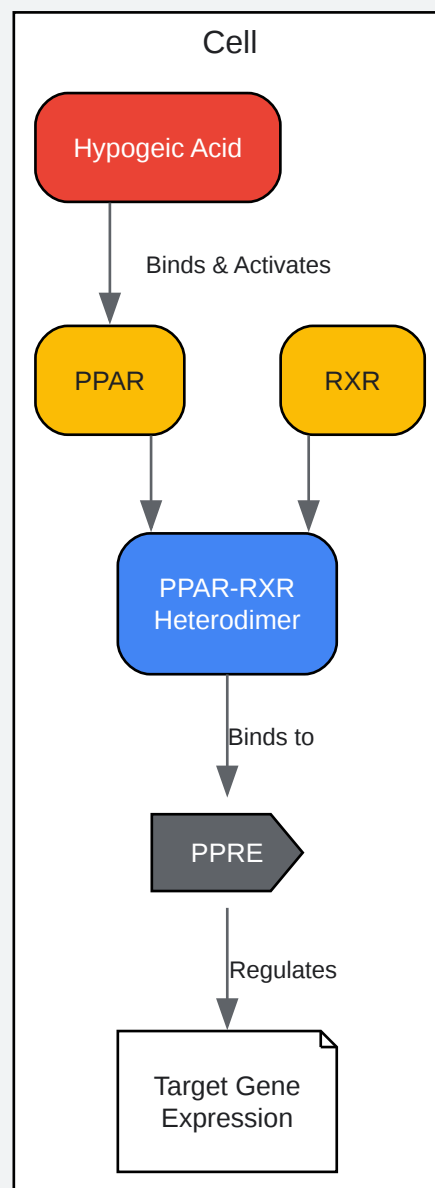 Cell
Hypogeic Acid
Binds & Activates
PPAR
RXR
PPAR-RXR
Heterodimer
Binds to
PPRE
Regulates
Target Gene
Expression